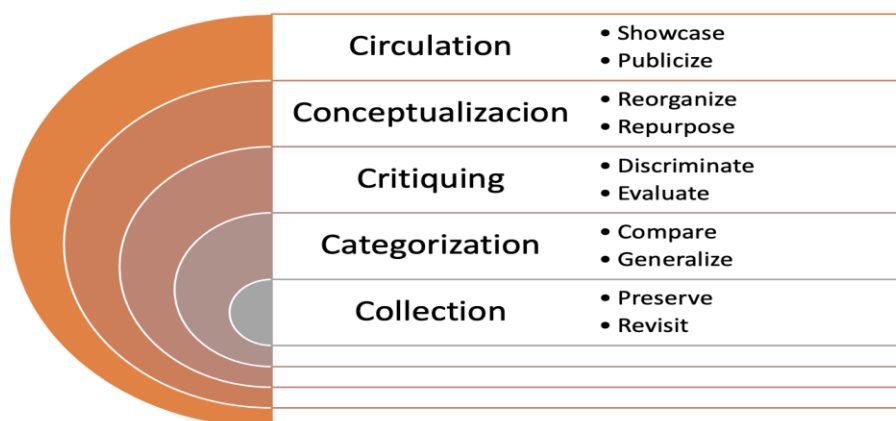 Circulation
• Showcase
• Publicize
Conceptualizacion
• Reorganize
• Repurpose
Critiquing
• Discriminate
• Evaluate
Categorization
• Compare
• Generalize
Collection
• Preserve
• Revisit